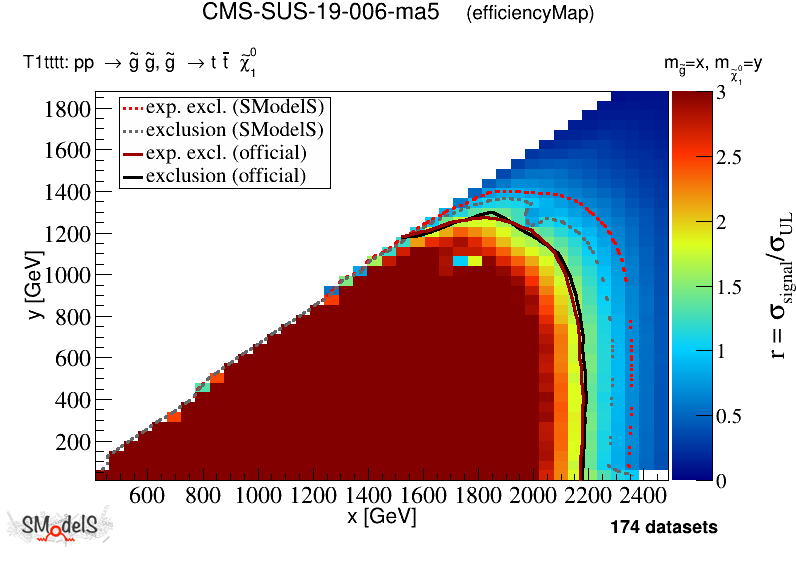 CMS-SUS-19-006-ma5 (efficiencyMap)
T1tttt: pp → g̃ g̃, g̃ → t t̄ χ̃₁⁰
m_g̃=x, m_χ̃₁⁰=y
exp. excl. (SModelS)
exclusion (SModelS)
exp. excl. (official)
exclusion (official)
y [GeV]
1800
1600
1400
1200
1000
800
600
400
200
600 800 1000 1200 1400 1600 1800 2000 2200 2400
x [GeV]
3
2.5
2
1.5
1
0.5
0
r = σ_signal/σ_UL
SModelS
174 datasets